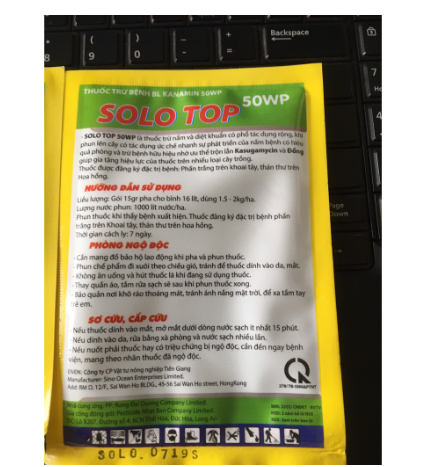 Backspace
THUỐC TRỪ BỆNH BL KANAMIN 50WP
SOLO TOP 50WP
- SOLO TOP 50WP là thuốc trừ nấm và diệt khuẩn có phổ tác dụng rộng, khi
phun lên cây có tác dụng ức chế nhanh sự phát triển của nấm bệnh có hiệu
quả phòng và trừ bệnh hữu hiệu nhờ ưu thế trộn lẫn Kasugamycin và Đồng
giúp gia tăng hiệu lực của thuốc trên nhiều loại cây trồng.
Thuốc được đăng ký đặc trị bệnh: Phấn trắng trên khoai tây, thán thư trên
Hoa hồng.
HƯỚNG DẪN SỬ DỤNG
Liều lượng: Gói 15gr pha cho bình 16 lít, dùng 1.5 - 2kg/ha.
Lượng nước phun: 1000 lít nước/ha.
Phun thuốc khi thấy bệnh xuất hiện. Thuốc đăng ký đặc trị bệnh phấn
trắng trên Khoai tây, thán thư trên hoa hồng.
Thời gian cách ly: 7 ngày.
PHÒNG NGỘ ĐỘC
- Cần mang đồ bảo hộ lao động khi pha và phun thuốc.
- Phun chế phẩm đi xuôi theo chiều gió, tránh để thuốc dính vào da, mắt.
- Không ăn uống và hút thuốc lá khi đang sử dụng thuốc.
- Thay quần áo, tắm rửa sạch sẽ sau khi phun thuốc xong.
- Bảo quản nơi khô ráo thoáng mát, tránh ánh nắng mặt trời, để xa tầm tay
trẻ em.
SƠ CỨU, CẤP CỨU
Nếu thuốc dính vào mắt, mở mắt dưới dòng nước sạch ít nhất 15 phút.
Nếu dính vào da, rửa bằng xà phòng và nước sạch nhiều lần.
- Nếu nuốt phải thuốc hay có triệu chứng bị ngộ độc, cần đến ngay bệnh
viện, mang theo nhãn thuốc đã ngộ độc.
Công ty CP Vật tư nông nghiệp Tiền Giang
Manufacturer: Sino Ocean Enterprises Limited.
Add: RM D, 12/F, Sai Wan Ho BLDG, 45-56 Sai Wan Ho street, HongKong
Page
Down
SOLO.0719S